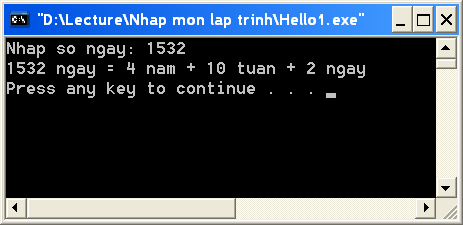 "D:\Lecture\Nhap mon lap trinh\Hello1.exe"
Nhap so ngay: 1532
1532 ngay = 4 nam + 10 tuan + 2 ngay
Press any key to continue . . . _